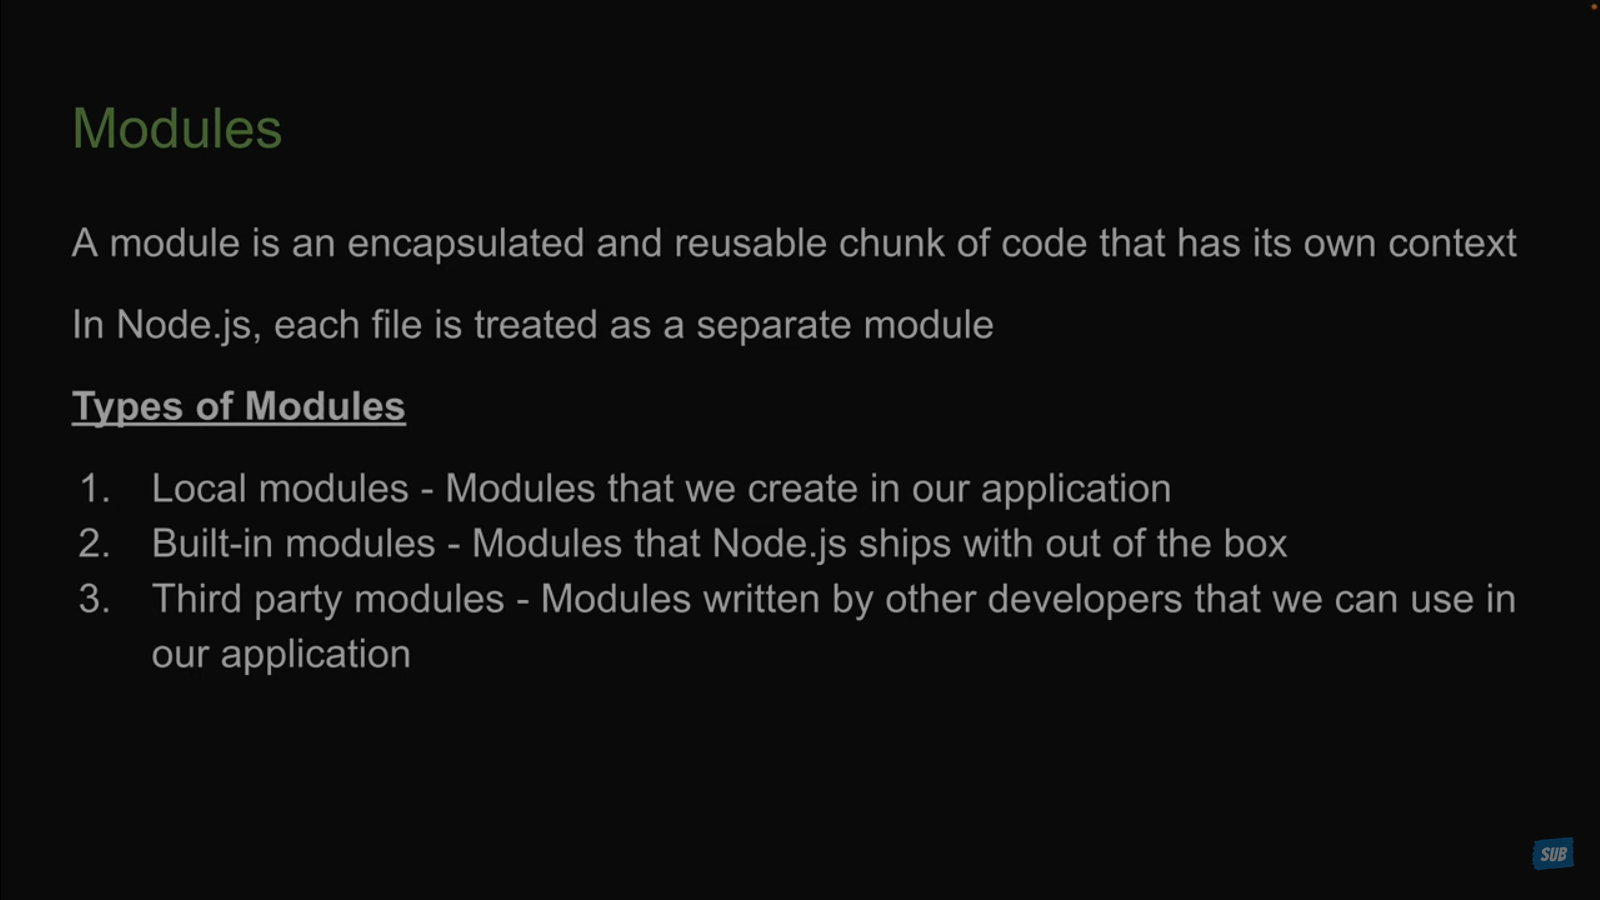 Modules
A module is an encapsulated and reusable chunk of code that has its own context
In Node.js, each file is treated as a separate module
Types of Modules
1. Local modules - Modules that we create in our application
2. Built-in modules - Modules that Node.js ships with out of the box
3. Third party modules - Modules written by other developers that we can use in
our application
SUB